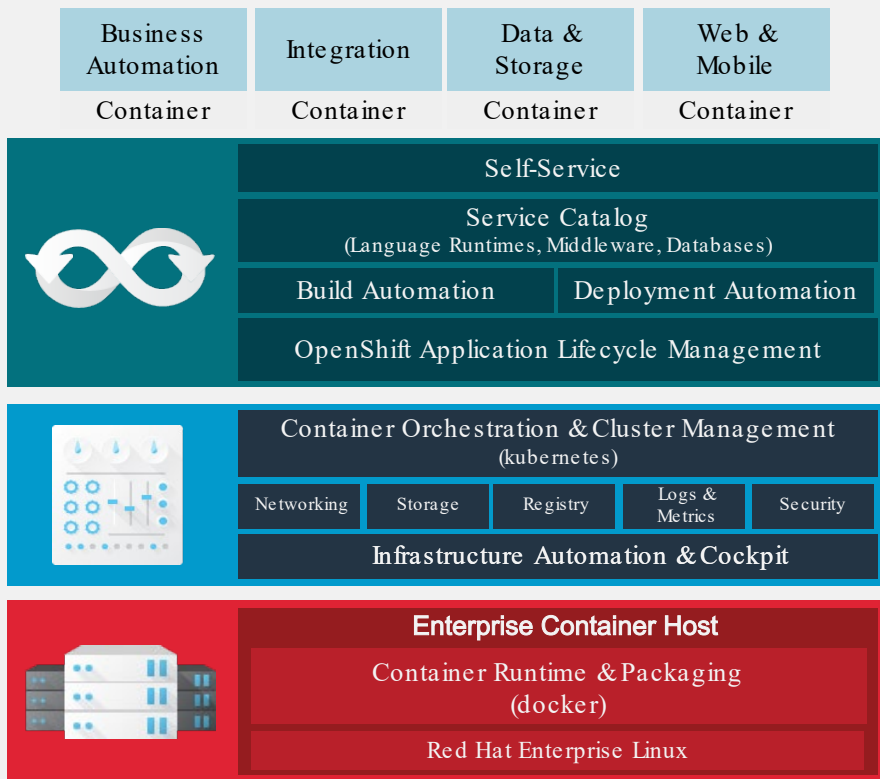 Business
Automation
Integration
Data &
Storage
Web &
Mobile
Container
Container
Container
Container
Self-Service
Service Catalog
(Language Runtimes, Middleware, Databases)
Build Automation
Deployment Automation
OpenShift Application Lifecycle Management
Container Orchestration & Cluster Management
(kubernetes)
Networking
Storage
Registry
Logs &
Metrics
Security
Infrastructure Automation & Cockpit
Enterprise Container Host
Container Runtime & Packaging
(docker)
Red Hat Enterprise Linux